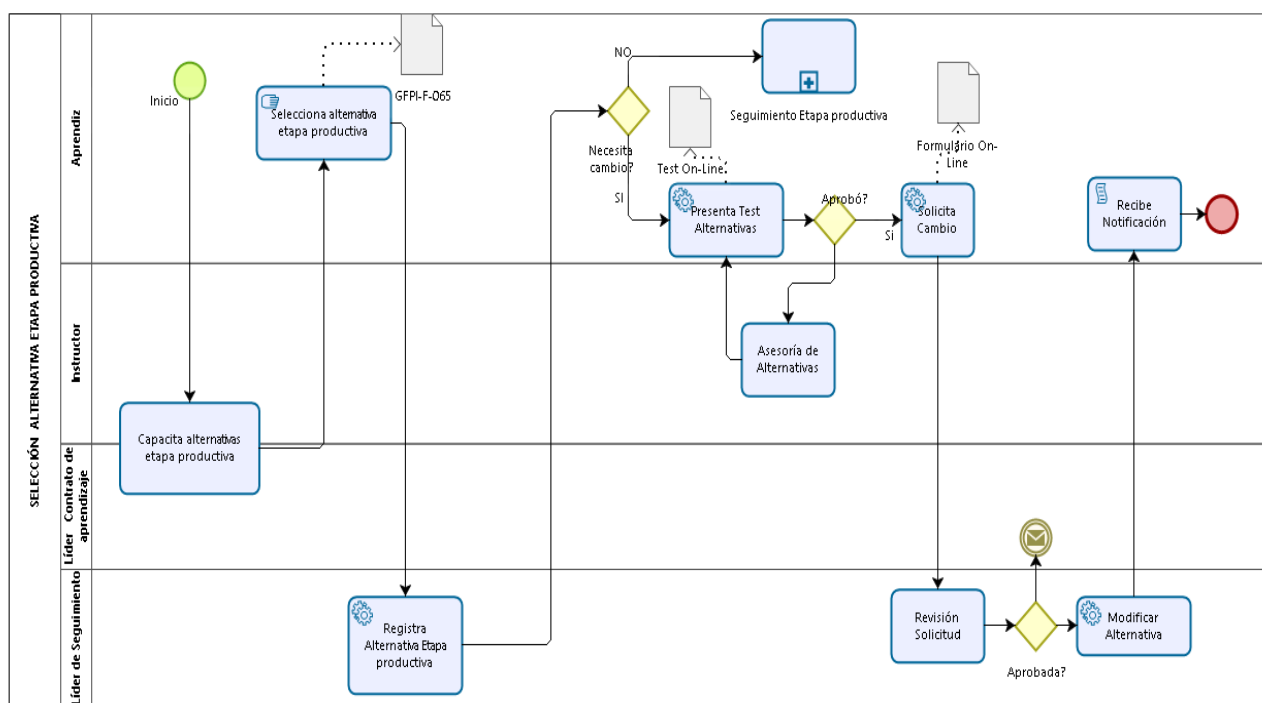 SELECCIÓN ALTERNATIVA ETAPA PRODUCTIVA
Aprendiz
Inicio
Selecciona alternativa
etapa productiva
GFPI-F-065
NO
Necesita
cambio?
SI
Seguimiento Etapa productiva
Test On-Line
Presenta Test
Alternativas
Aprobó?
Si
Formulário On-
Line
Solicita
Cambio
Recibe
Notificación
Instructor
Asesoría de
Alternativas
Capacita alternativas
etapa productiva
Líder Contrato de
aprendizaje
Líder de Seguimiento
Registra
Alternativa Etapa
productiva
Revisión
Solicitud
Aprobada?
Modificar
Alternativa